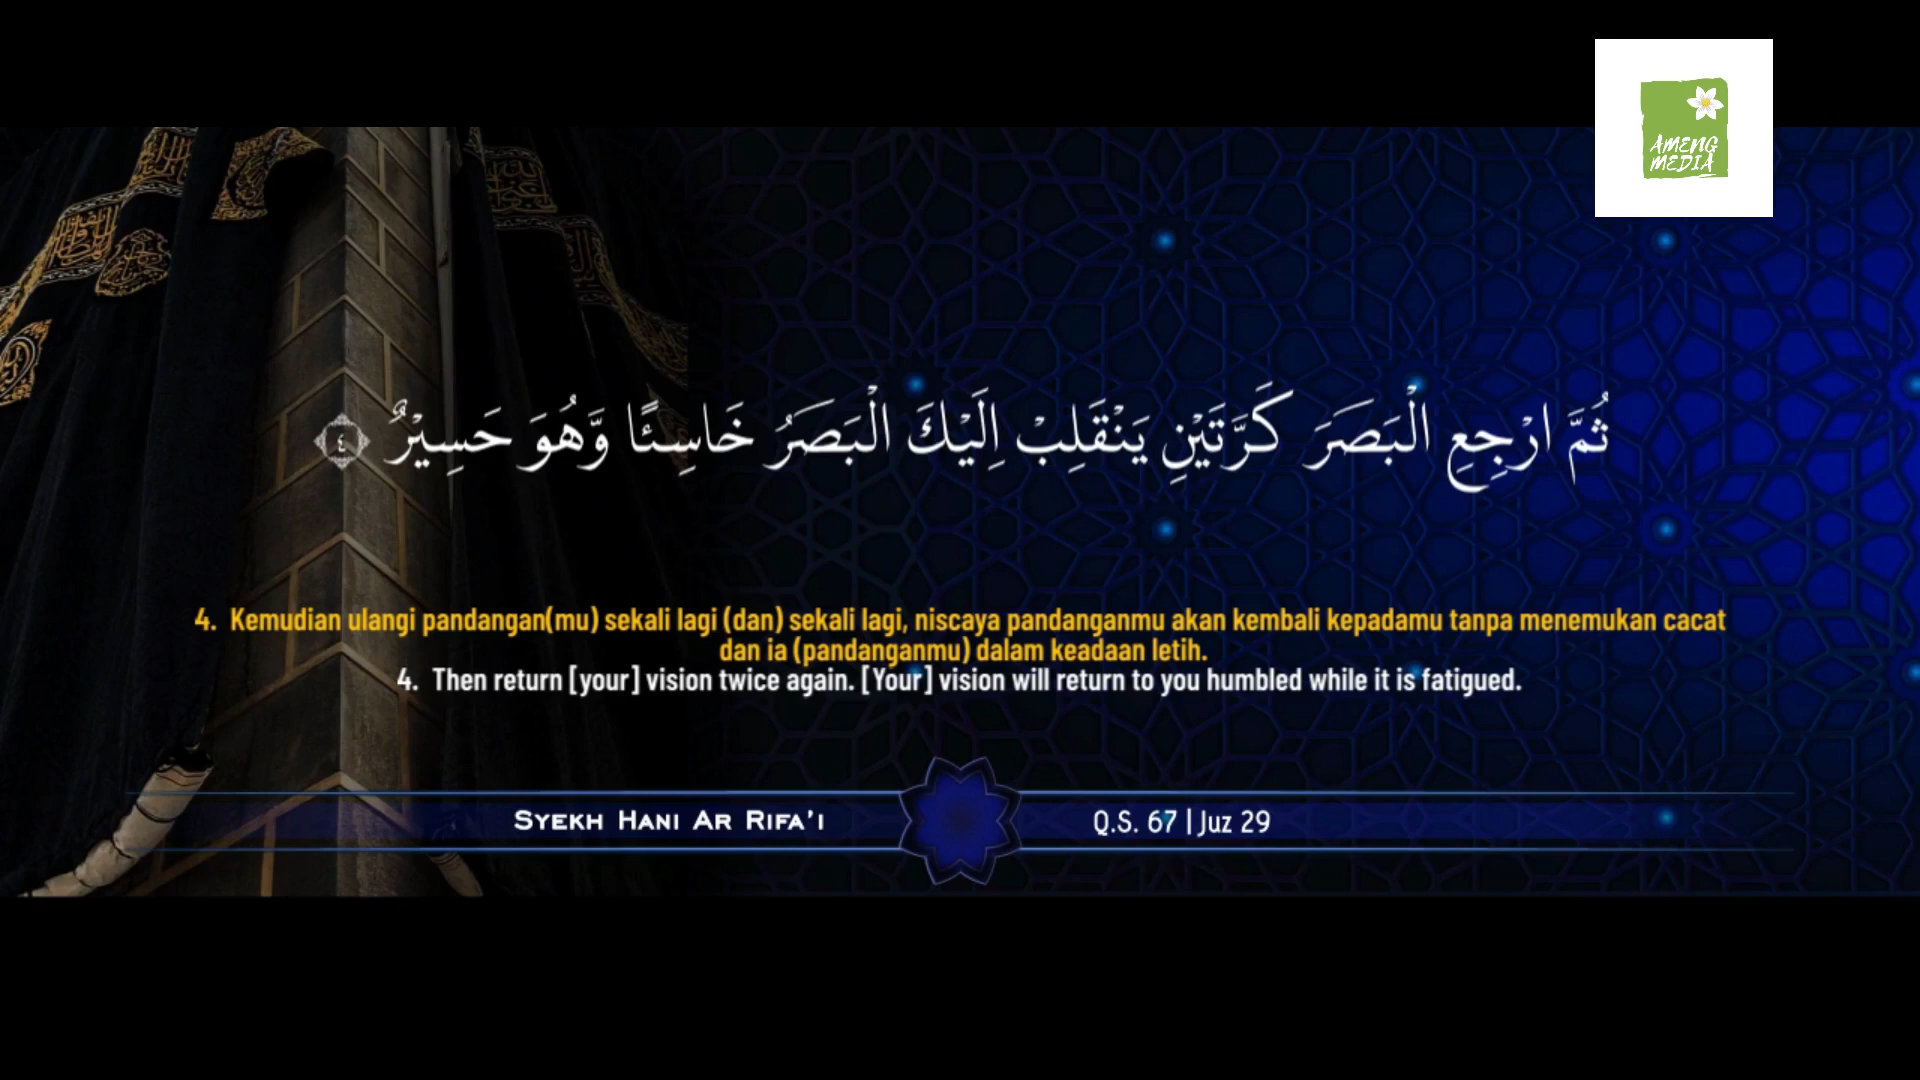 AMENG
MEDIA
ثُمَّ ارْجِعِ الْبَصَرَ كَرَّتَيْنِ يَنْقَلِبْ اِلَيْكَ الْبَصَرُ خَاسِئًا وَّهُوَ حَسِيْرٌ ٤
4. Kemudian ulangi pandangan(mu) sekali lagi (dan) sekali lagi, niscaya pandanganmu akan kembali kepadamu tanpa menemukan cacat
dan ia (pandanganmu) dalam keadaan letih.
4. Then return [your] vision twice again. [Your] vision will return to you humbled while it is fatigued.
Syekh Hani Ar Rifa'i
Q.S. 67 | Juz 29